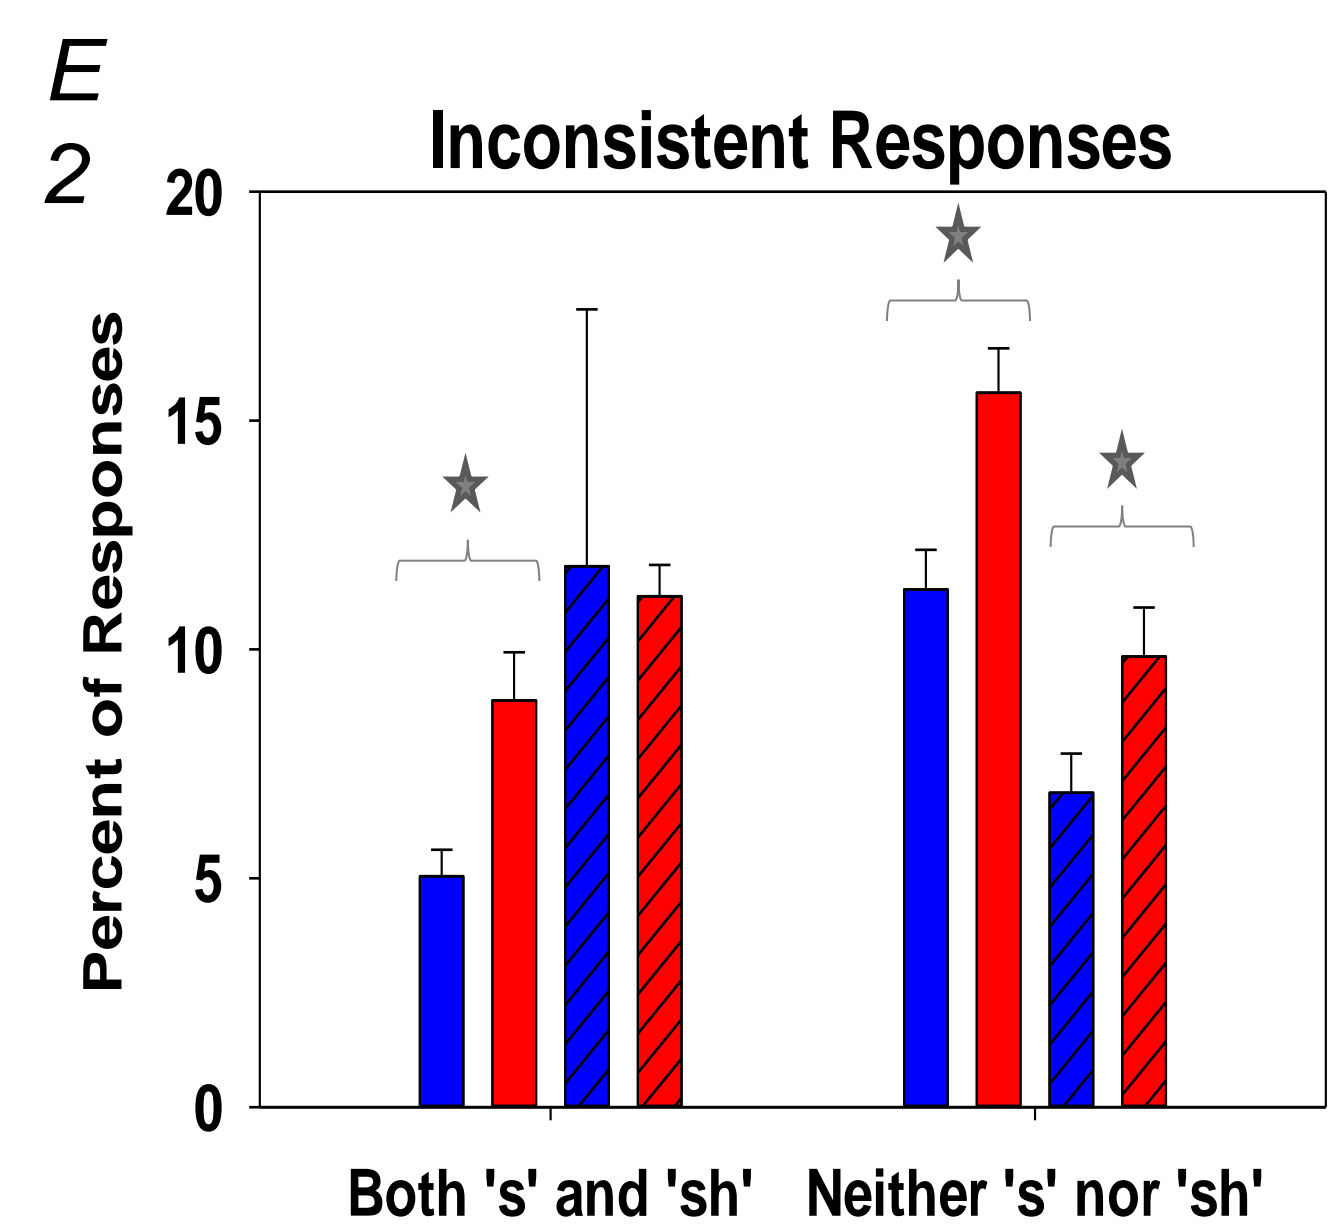 E
2
Inconsistent Responses
20
15
10
5
0
Percent of Responses
Both 's' and 'sh'
Neither 's' nor 'sh'